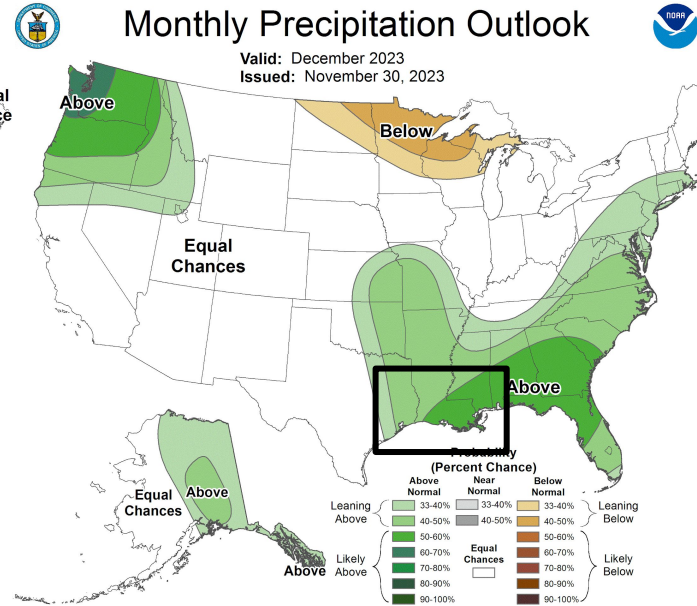 Monthly Precipitation Outlook
NOAA
Valid: December 2023
Issued: November 30, 2023
Above
Below
Equal
Chances
Above
Equal
Chances
Above
Above
Probability
(Percent Chance)
Above
Normal
Near
Normal
Below
Normal
Leaning
Above
33-40%
33-40%
33-40%
Leaning
Below
40-50%
40-50%
40-50%
Likely
Above
50-60%
50-60%
Likely
Below
60-70%
60-70%
Equal
Chances
70-80%
70-80%
80-90%
80-90%
90-100%
90-100%